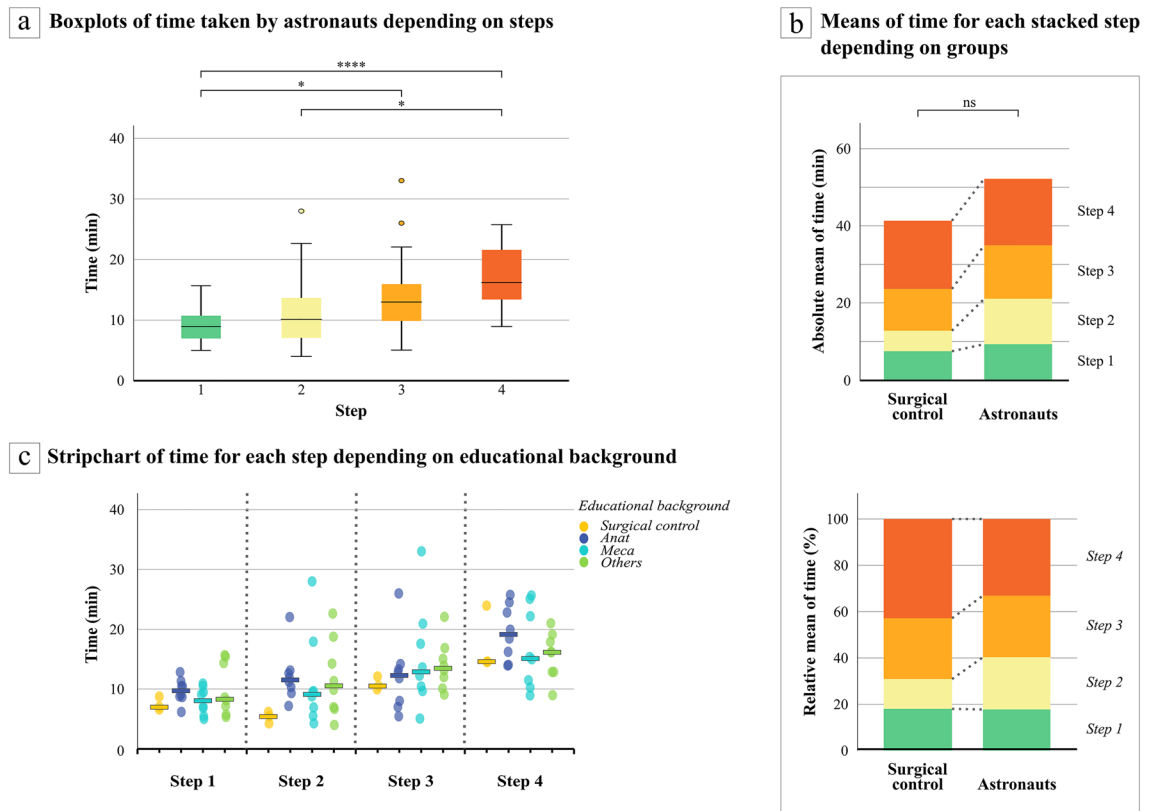 a Boxplots of time taken by astronauts depending on steps
****
*
*
Time (min)
40
30
20
10
0
1 2 3 4
Step
b Means of time for each stacked step
depending on groups
ns
Absolute mean of time (min)
60
40
20
0
Step 4
Step 3
Step 2
Step 1
Surgical
control
Astronauts
Relative mean of time (%)
100
80
60
40
20
0
Step 4
Step 3
Step 2
Step 1
Surgical
control
Astronauts
c Stripchart of time for each step depending on educational background
Time (min)
40
30
20
10
0
Educational background
Surgical control
Anat
Meca
Others
Step 1 Step 2 Step 3 Step 4